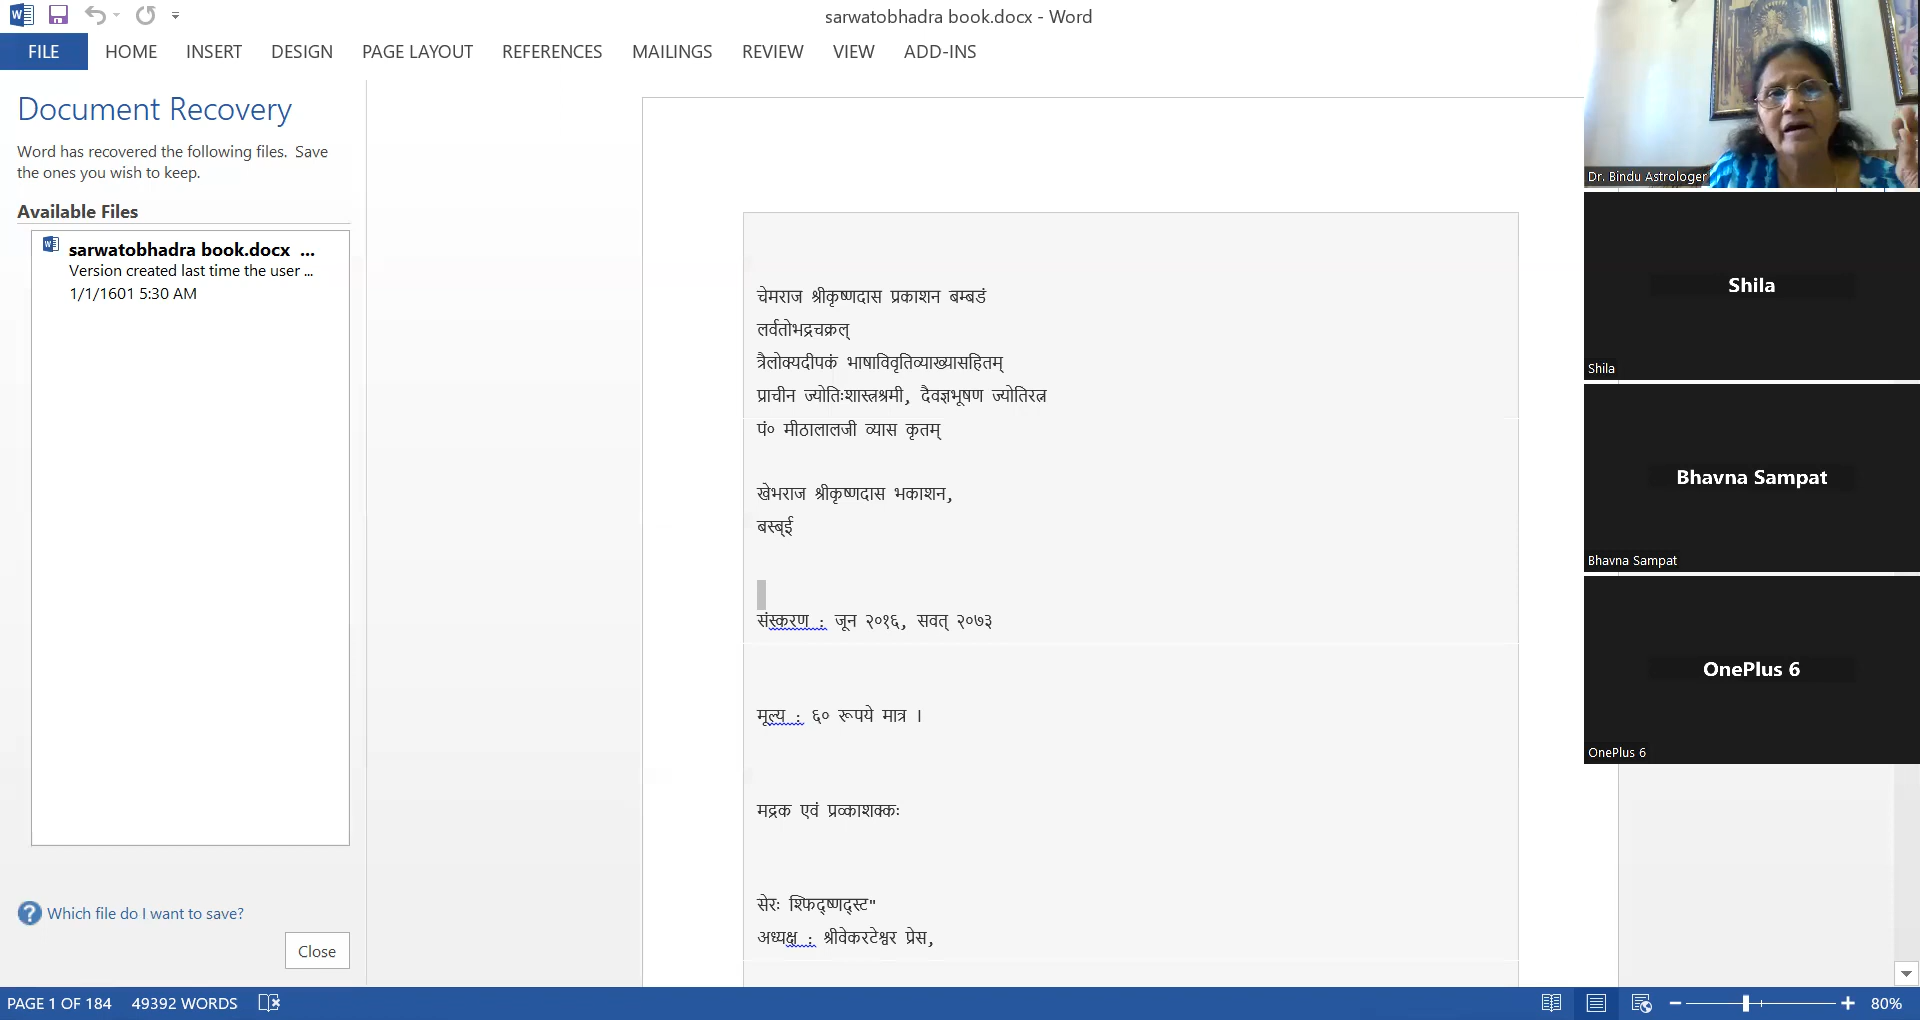 sarwatobhadra book.docx - Word
FILE HOME INSERT DESIGN PAGE LAYOUT REFERENCES MAILINGS REVIEW VIEW ADD-INS
Document Recovery
Word has recovered the following files. Save
the ones you wish to keep.
Available Files
sarwatobhadra book.docx ...
Version created last time the user ...
1/1/1601 5:30 AM
Which file do I want to save?
Close
चेमराज श्रीकृष्णदास प्रकाशन बम्बडं
लर्वतोभद्रचक्रल्
त्रैलोक्यदीपकं भाषाविवृतिव्याख्यासहितम्
प्राचीन ज्योतिःशास्त्रश्रमी, दैवज्ञभूषण ज्योतिरत्न
पं० मीठालालजी व्यास कृतम्
खेभराज श्रीकृष्णदास भकाशन,
बस्ब्ई
संस्करण : जून २०१६, सवत् २०७३
मूल्य : ६० रूपये मात्र ।
मद्रक एवं प्रव्काशक्कः
सेरः श्फिद्ष्णद्स्ट"
अध्यक्ष : श्रीवेकरटेश्वर प्रेस,
Dr. Bindu Astrologer
Shila
Shila
Bhavna Sampat
Bhavna Sampat
OnePlus 6
OnePlus 6
PAGE 1 OF 184 49392 WORDS
80%